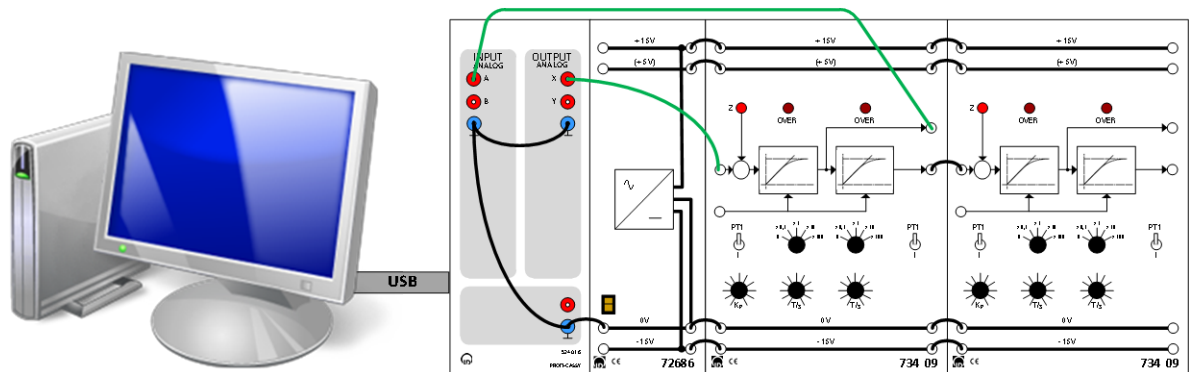 USB
INPUT
ANALOG
A
B
OUTPUT
ANALOG
X
Y
524 016
PROFI-CASSY
+ 15V
(+ 5V)
0V
- 15V
CE
726 86
+ 15V
(+ 5V)
Z
OVER
OVER
PT1
I
PT1
I
KP
T/s
T/s
0V
- 15V
CE
734 09
+ 15V
(+ 5V)
Z
OVER
OVER
PT1
I
PT1
I
KP
T/s
T/s
0V
- 15V
CE
734 09